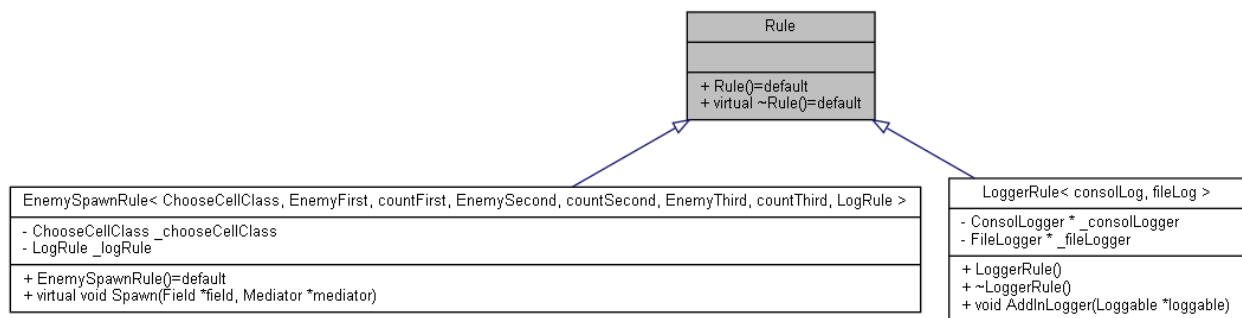 Rule
+ Rule()=default
+ virtual ~Rule()=default
EnemySpawnRule< ChooseCellClass, EnemyFirst, countFirst, EnemySecond, countSecond, EnemyThird, countThird, LogRule >
- ChooseCellClass _chooseCellClass
- LogRule _logRule
+ EnemySpawnRule()=default
+ virtual void Spawn(Field *field, Mediator *mediator)
LoggerRule< consolLog, fileLog >
- ConsolLogger * _consolLogger
- FileLogger * _fileLogger
+ LoggerRule()
+ ~LoggerRule()
+ void AddInLogger(Loggable *loggable)